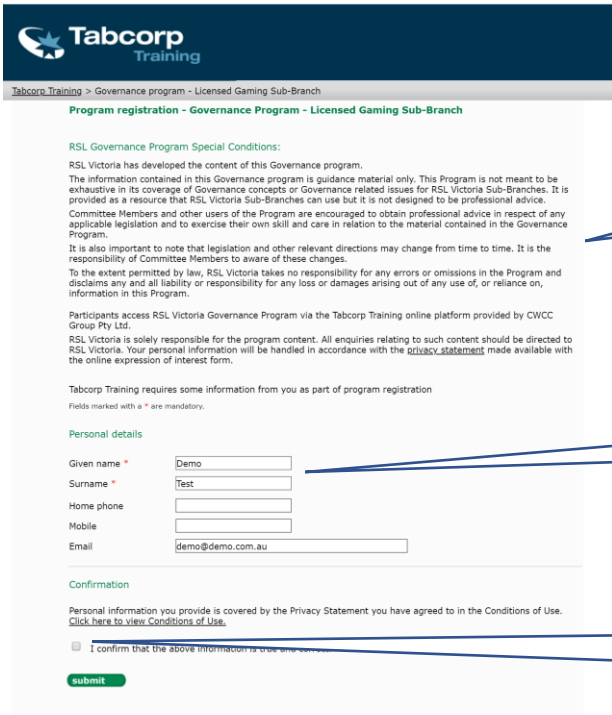 Tabcorp
Training
Tabcorp Training > Governance program - Licensed Gaming Sub-Branch
Program registration - Governance Program - Licensed Gaming Sub-Branch
RSL Governance Program Special Conditions:
RSL Victoria has developed the content of this Governance program.
The information contained in this Governance program is guidance material only. This Program is not meant to be
exhaustive in its coverage of Governance concepts or Governance related issues for RSL Victoria Sub-Branches. It is
provided as a resource that RSL Victoria Sub-Branches can use but it is not designed to be professional advice.
Committee Members and other users of the Program are encouraged to obtain professional advice in respect of any
applicable legislation and to exercise their own skill and care in relation to the material contained in the Governance
Program.
It is also important to note that legislation and other relevant directions may change from time to time. It is the
responsibility of Committee Members to aware of these changes.
To the extent permitted by law, RSL Victoria takes no responsibility for any errors or omissions in the Program and
disclaims any and all liability or responsibility for any loss or damages arising out of any use of, or reliance on,
information in this Program.
Participants access RSL Victoria Governance Program via the Tabcorp Training online platform provided by CWCC
Group Pty Ltd.
RSL Victoria is solely responsible for the program content. All enquiries relating to such content should be directed to
RSL Victoria. Your personal information will be handled in accordance with the privacy statement made available with
the online expression of interest form.
Tabcorp Training requires some information from you as part of program registration
Fields marked with a * are mandatory.
Personal details
Given name * Demo
Surname * Test
Home phone
Mobile
Email demo@demo.com.au
Confirmation
Personal information you provide is covered by the Privacy Statement you have agreed to in the Conditions of Use.
Click here to view Conditions of Use.
I confirm that the above information is true and correct
submit